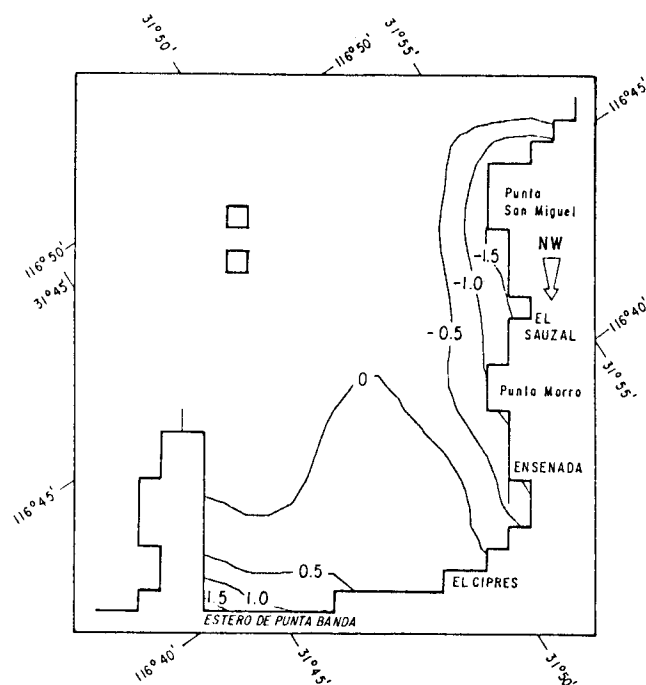 31°50'
116°50'
31°55'
116°45'
Punta
San Miguel
NW
-1.5
-1.0
EL
SAUZAL
-0.5
116°50'
31°45'
116°40'
31°55'
0
Punta Morro
ENSENADA
116°45'
0.5
EL CIPRES
1.5
1.0
ESTERO DE PUNTA BANDA
116°40'
31°45'
31°50'